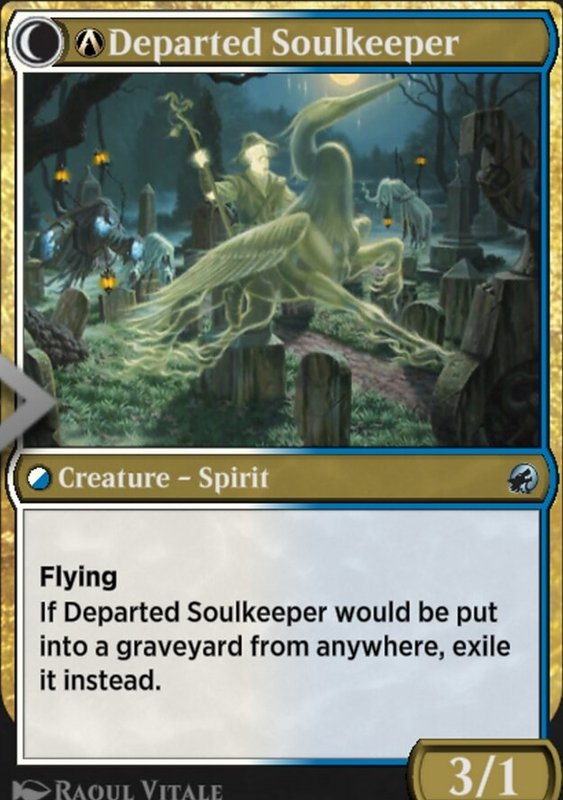 Departed Soulkeeper
Creature – Spirit
Flying
If Departed Soulkeeper would be put
into a graveyard from anywhere, exile
it instead.
3/1
Raoul Vitale